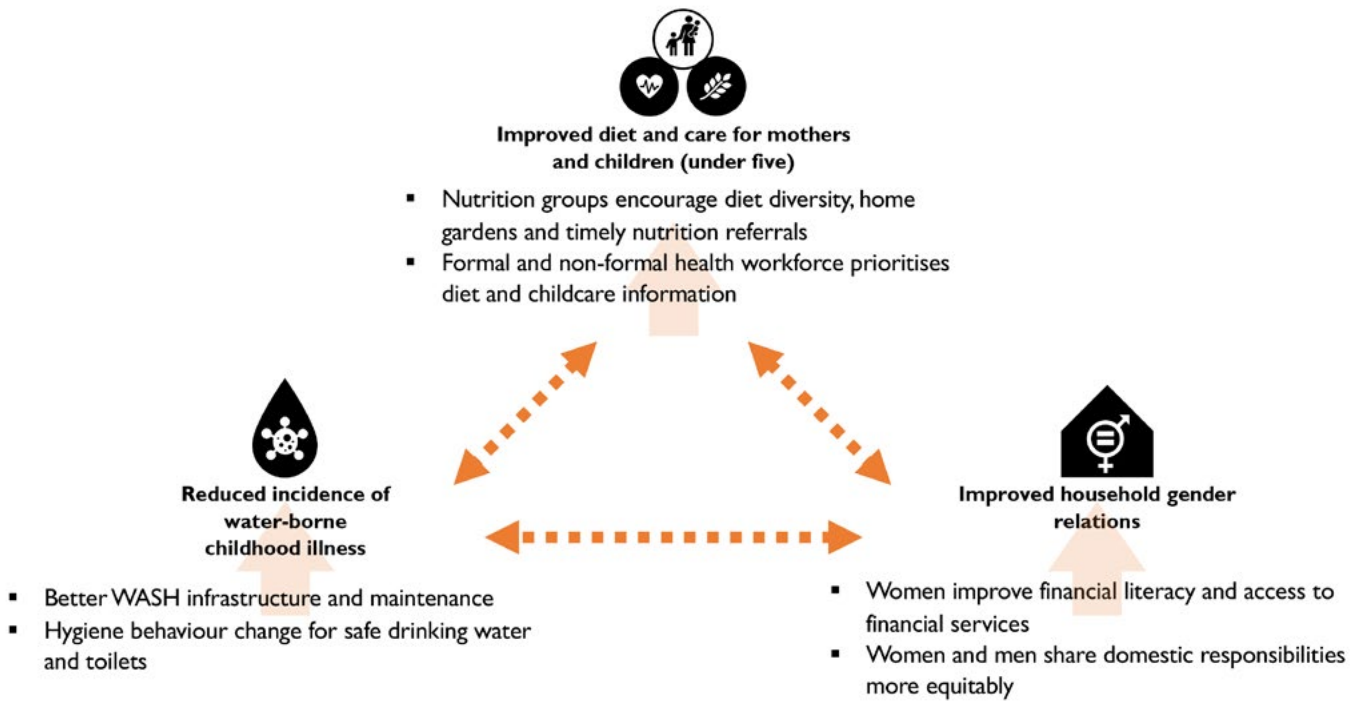 Improved diet and care for mothers
and children (under five)
▪ Nutrition groups encourage diet diversity, home
gardens and timely nutrition referrals
▪ Formal and non-formal health workforce prioritises
diet and childcare information
Reduced incidence of
water-borne
childhood illness
▪ Better WASH infrastructure and maintenance
▪ Hygiene behaviour change for safe drinking water
and toilets
Improved household gender
relations
▪ Women improve financial literacy and access to
financial services
▪ Women and men share domestic responsibilities
more equitably